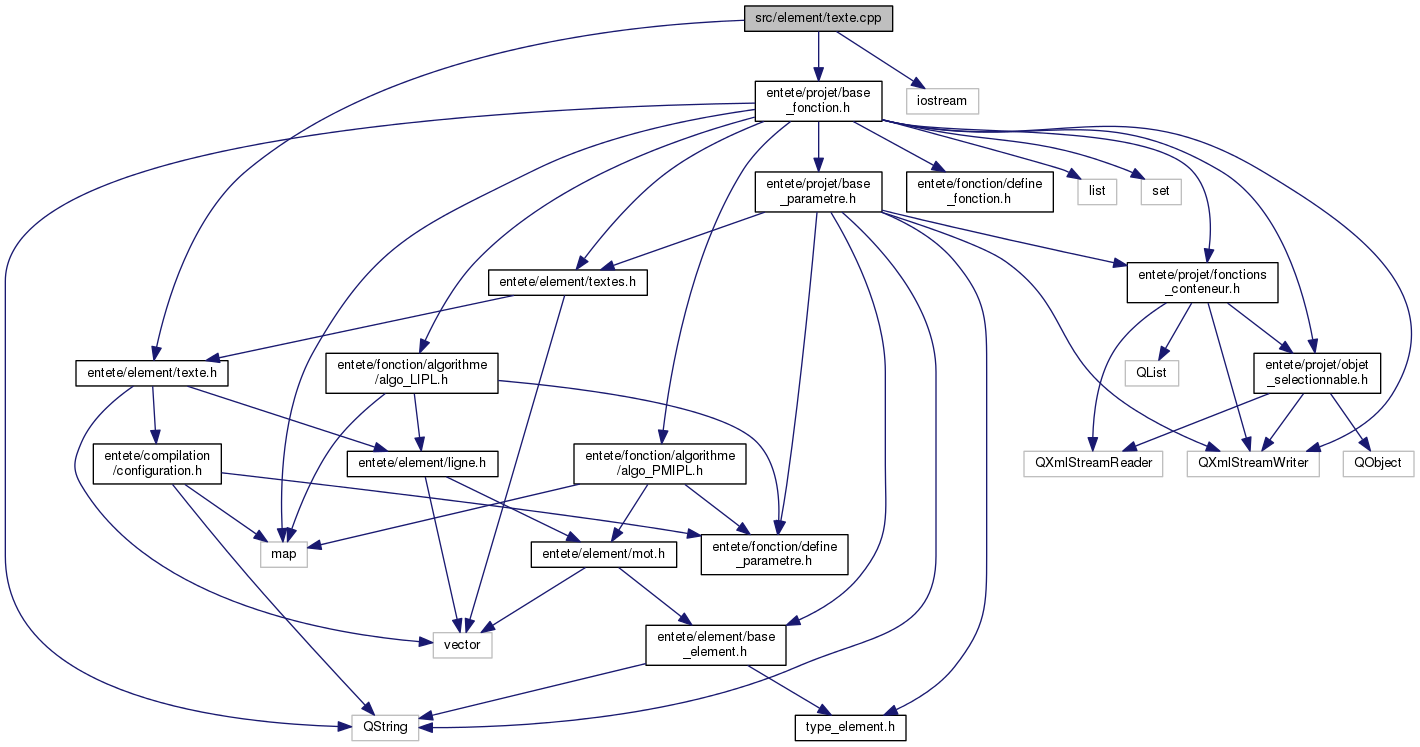 src/element/texte.cpp
entete/projet/base
_fonction.h
iostream
entete/projet/base
_parametre.h
entete/fonction/define
_fonction.h
list
set
entete/element/textes.h
entete/projet/fonctions
_conteneur.h
entete/element/texte.h
entete/fonction/algorithme
/algo_LIPL.h
QList
entete/projet/objet
_selectionnable.h
entete/compilation
/configuration.h
entete/element/ligne.h
entete/fonction/algorithme
/algo_PMIPL.h
QXmlStreamReader
QXmlStreamWriter
QObject
map
entete/element/mot.h
entete/fonction/define
_parametre.h
vector
entete/element/base
_element.h
QString
type_element.h